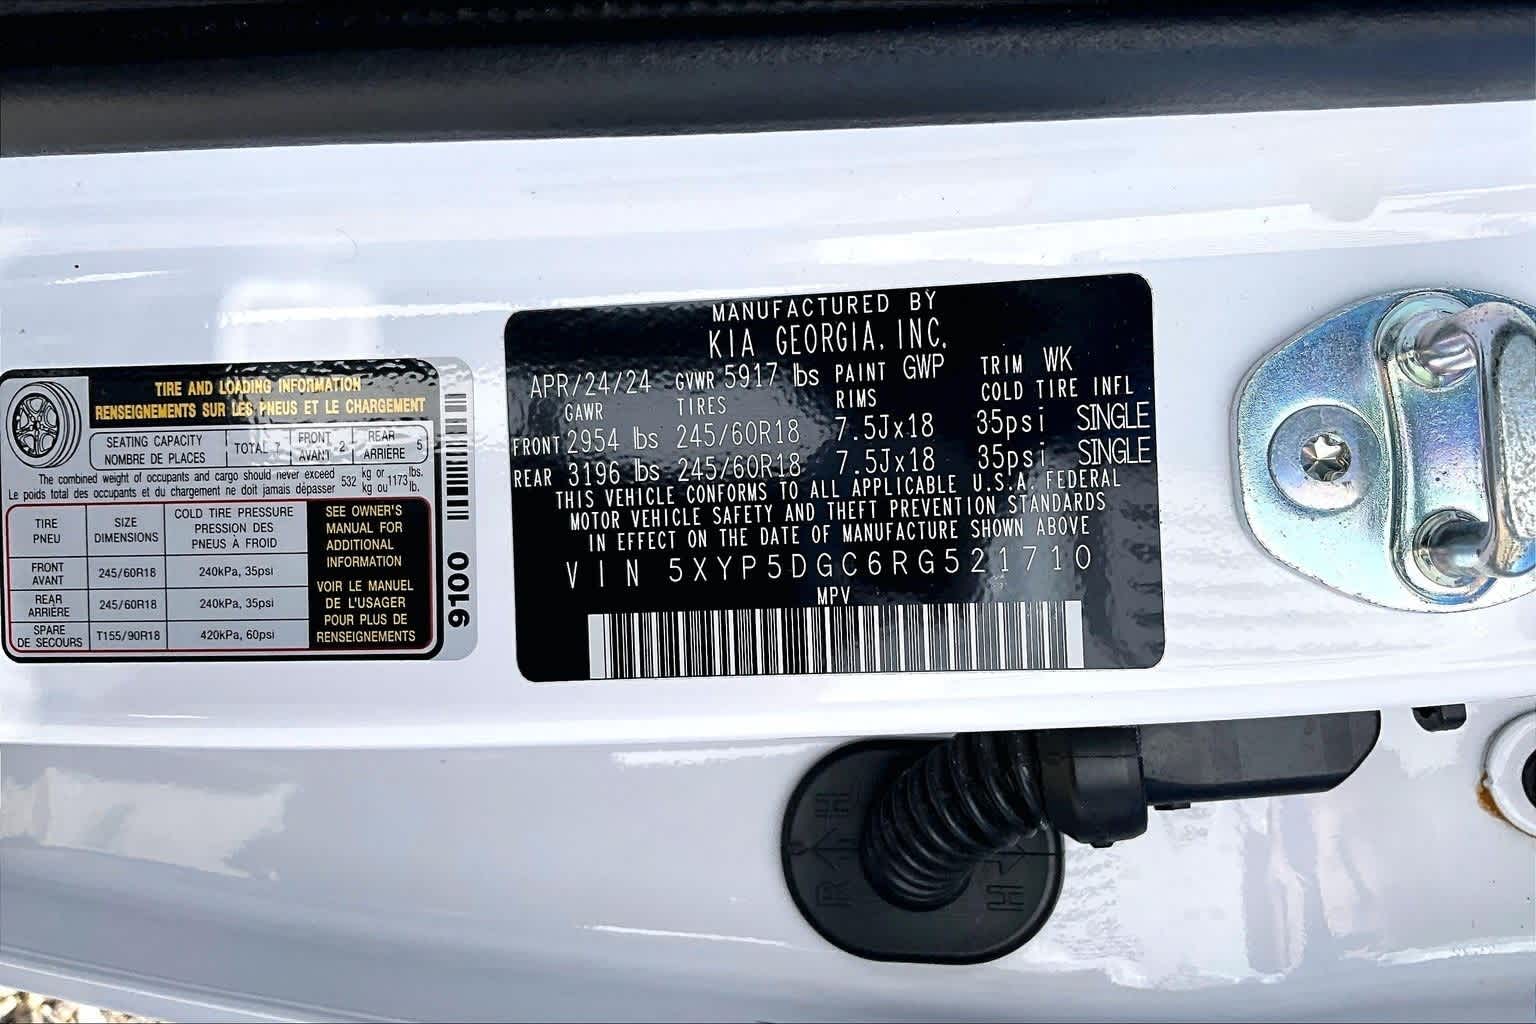 TIRE AND LOADING INFORMATION
RENSEIGNEMENTS SUR LES PNEUS ET LE CHARGEMENT
SEATING CAPACITY
NOMBRE DE PLACES
TOTAL 7
FRONT
AVANT 2
REAR
ARRIÈRE 5
The combined weight of occupants and cargo should never exceed 532 kg or 1173 lbs.
Le poids total des occupants et du chargement ne doit jamais dépasser kg ou lb.
TIRE
PNEU
SIZE
DIMENSIONS
COLD TIRE PRESSURE
PRESSION DES
PNEUS À FROID
FRONT
AVANT
245/60R18
240kPa, 35psi
REAR
ARRIÈRE
245/60R18
240kPa, 35psi
SPARE
DE SECOURS
T155/90R18
420kPa, 60psi
SEE OWNER'S
MANUAL FOR
ADDITIONAL
INFORMATION
VOIR LE MANUEL
DE L'USAGER
POUR PLUS DE
RENSEIGNEMENTS
9100
MANUFACTURED BY
KIA GEORGIA, INC.
APR/24/24 GVWR 5917 lbs PAINT GWP TRIM WK
GAWR TIRES RIMS COLD TIRE INFL
FRONT 2954 lbs 245/60R18 7.5Jx18 35psi SINGLE
REAR 3196 lbs 245/60R18 7.5Jx18 35psi SINGLE
THIS VEHICLE CONFORMS TO ALL APPLICABLE U.S.A. FEDERAL
MOTOR VEHICLE SAFETY AND THEFT PREVENTION STANDARDS
IN EFFECT ON THE DATE OF MANUFACTURE SHOWN ABOVE
VIN 5XYP5DGC6RG521710
MPV